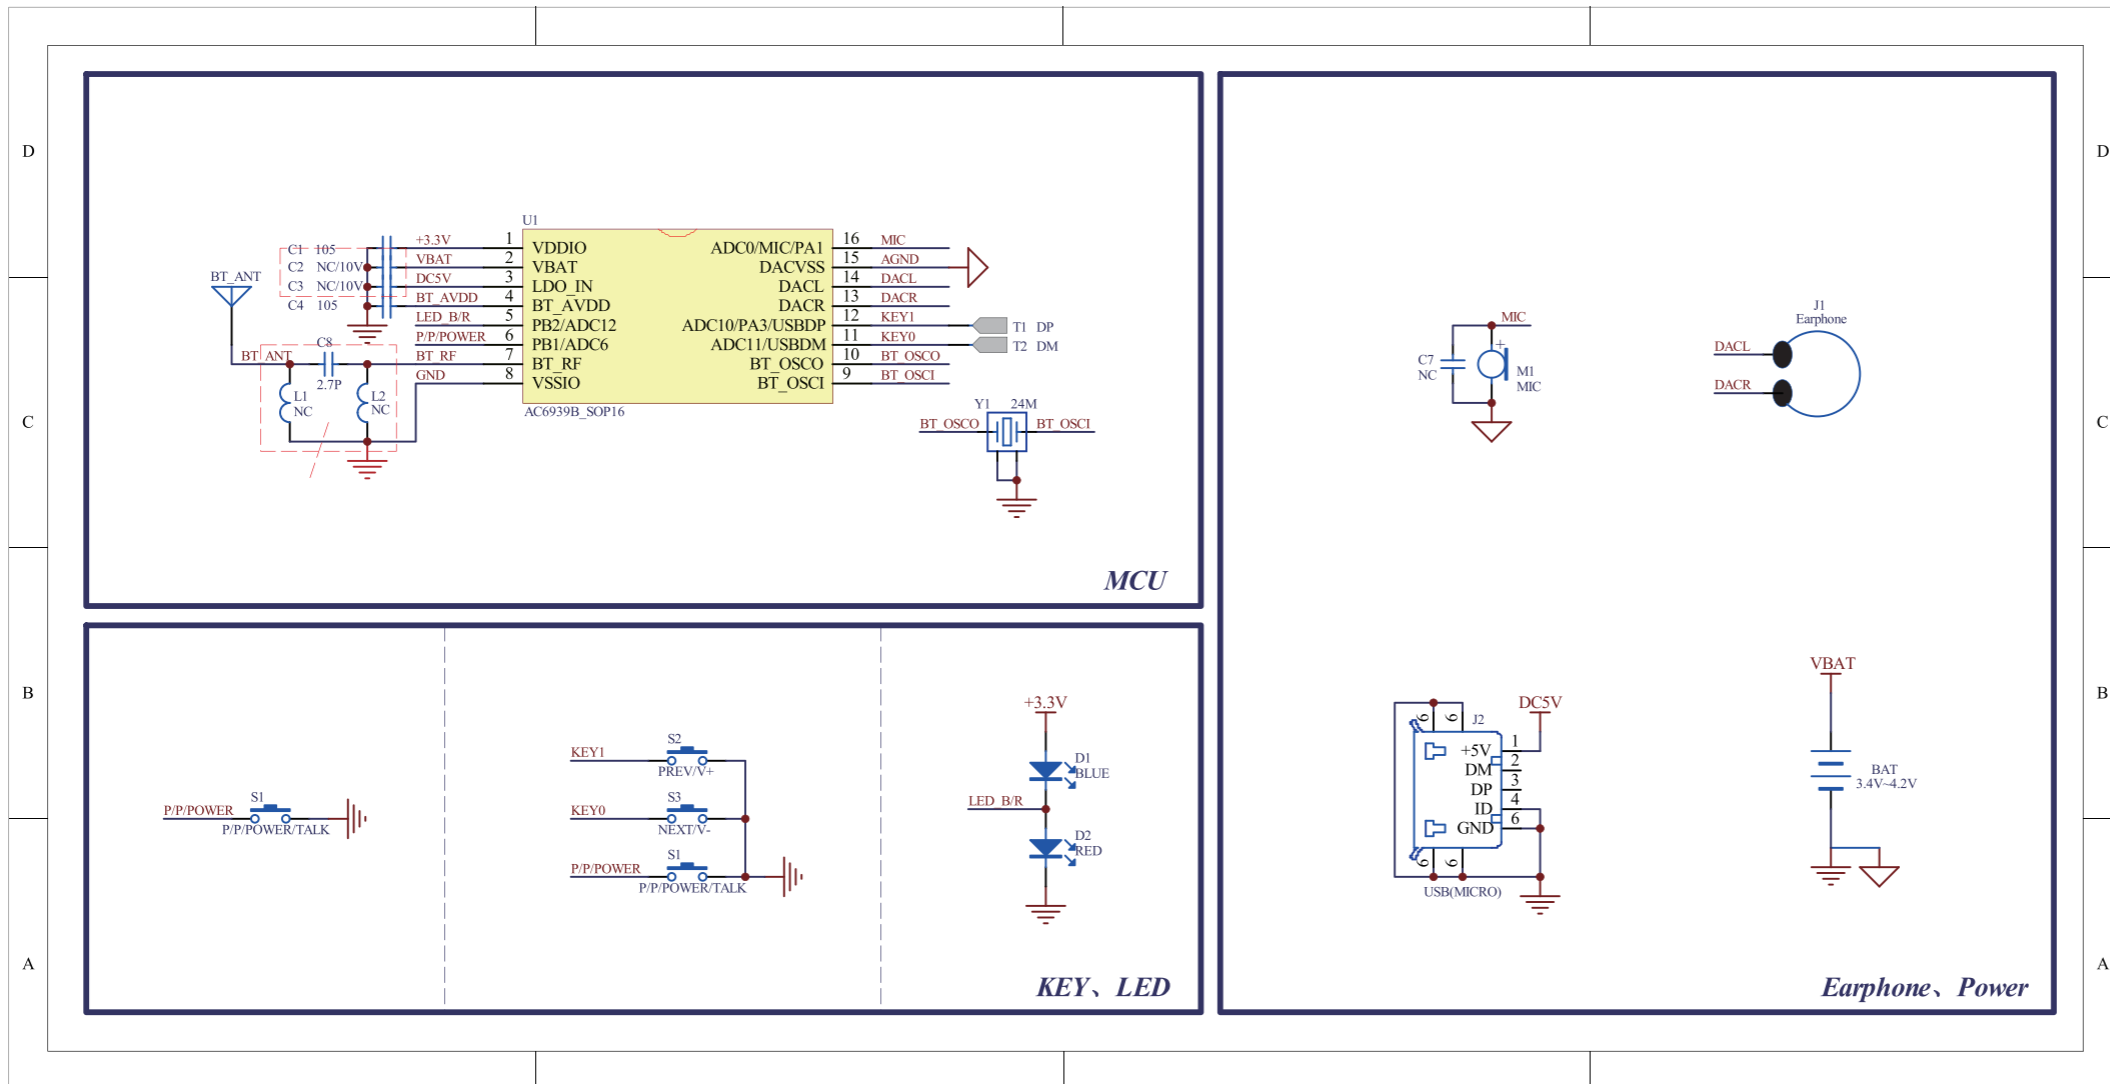 D
D
C
C
B
B
A
A
U1
C1 105
C2 NC/10V
C3 NC/10V
C4 105
+3.3V
VBAT
DC5V
BT_AVDD
LED_B/R
P/P/POWER
BT_RF
GND
1
2
3
4
5
6
7
8
VDDIO
VBAT
LDO_IN
BT_AVDD
PB2/ADC12
PB1/ADC6
BT_RF
VSSIO
ADC0/MIC/PA1
DACVSS
DACL
DACR
ADC10/PA3/USBDP
ADC11/USBDM
BT_OSCO
BT_OSCI
16
15
14
13
12
11
10
9
MIC
AGND
DACL
DACR
KEY1
KEY0
BT_OSCO
BT_OSCI
T1 DP
T2 DM
AC6939B_SOP16
BT_ANT
BT_ANT
C8
2.7P
L1
NC
L2
NC
Y1 24M
BT_OSCO
BT_OSCI
MCU
P/P/POWER
S1
P/P/POWER/TALK
KEY1
S2
PREV/V+
KEY0
S3
NEXT/V-
P/P/POWER
S1
P/P/POWER/TALK
+3.3V
D1
BLUE
LED_B/R
D2
RED
KEY、LED
MIC
C7
NC
+
M1
MIC
J1
Earphone
DACL
DACR
DC5V
J2
6
6
+5V
DM
DP
ID
GND
1
2
3
4
6
6
6
USB(MICRO)
VBAT
BAT
3.4V~4.2V
Earphone、Power